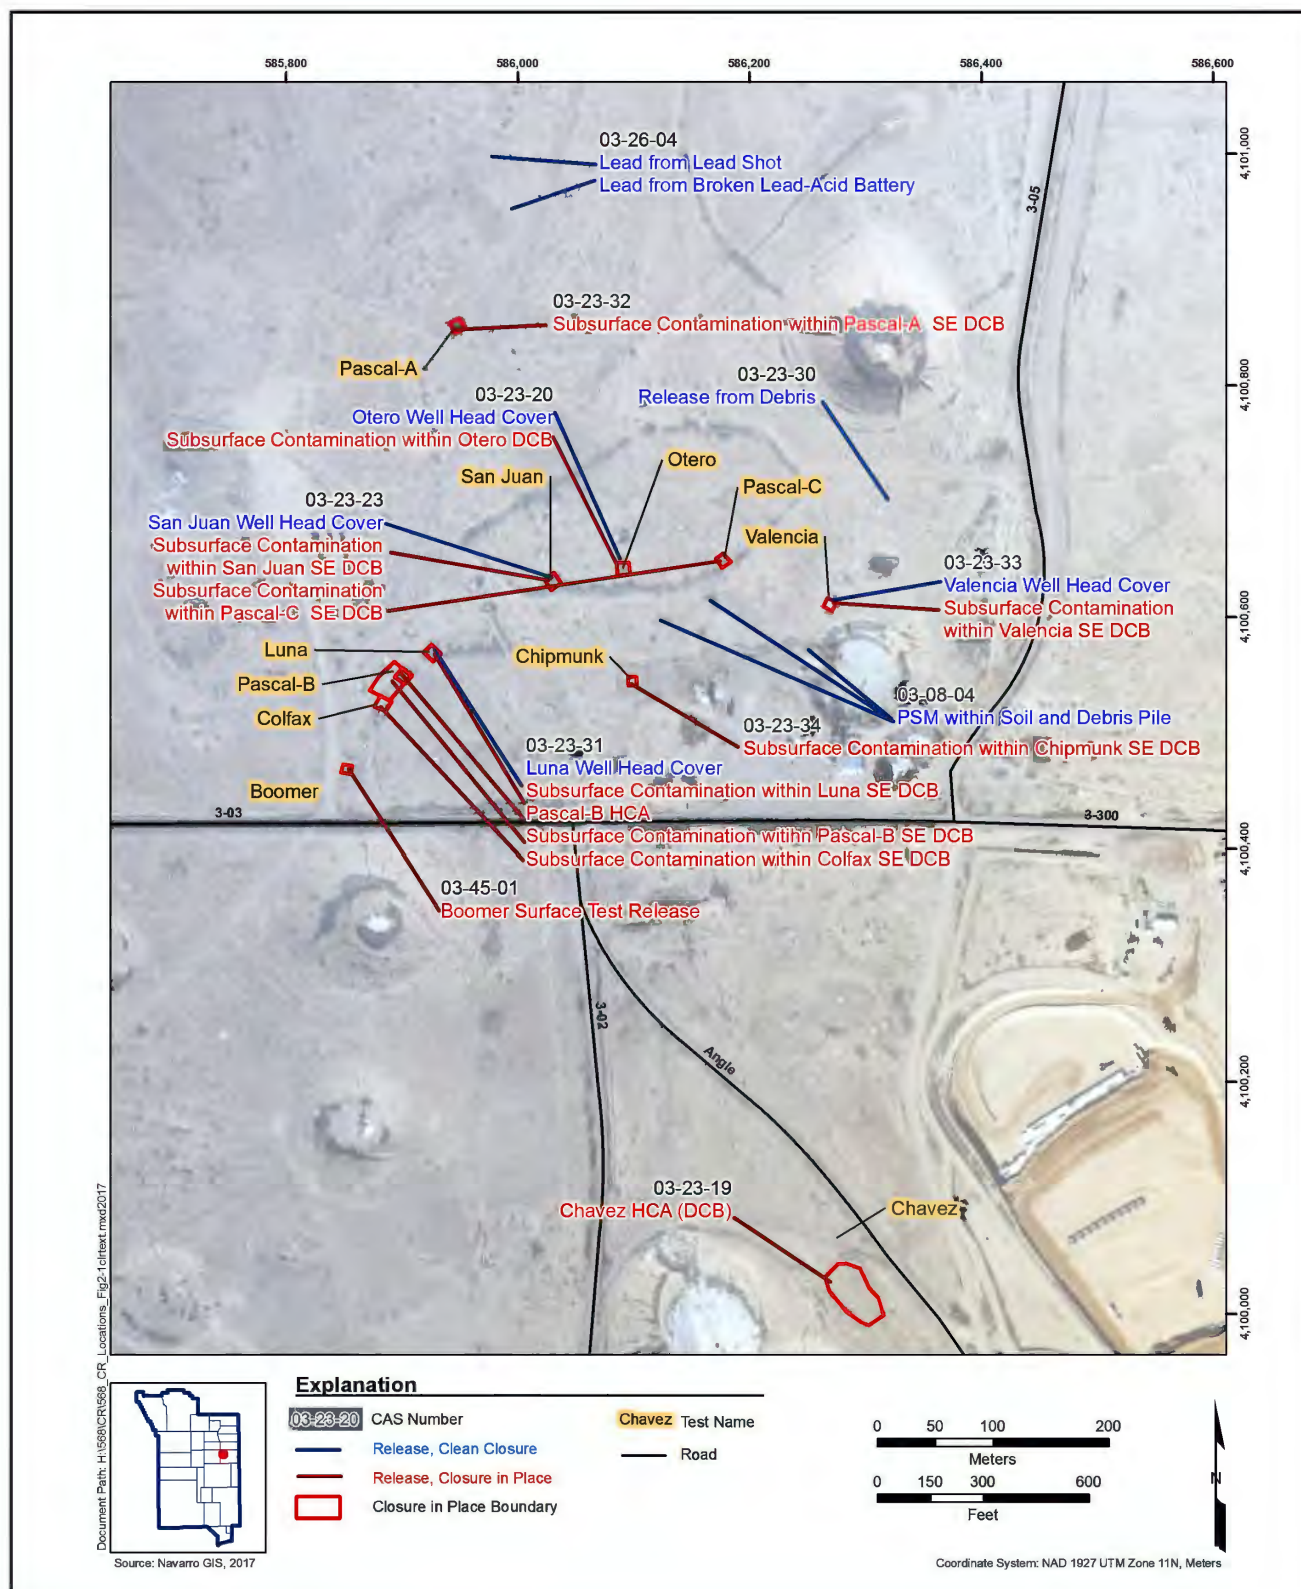 585,800
586,000
586,200
586,400
586,600
03-26-04
Lead from Lead Shot
Lead from Broken Lead-Acid Battery
4,101,000
3-05
03-23-32
Subsurface Contamination within Pascal-A SE DCB
Pascal-A
03-23-30
Release from Debris
4,100,800
03-23-20
Otero Well Head Cover
Subsurface Contamination within Otero DCB
Otero
San Juan
Pascal-C
03-23-23
San Juan Well Head Cover
Subsurface Contamination
within San Juan SE DCB
Subsurface Contamination
within Pascal-C SE DCB
Valencia
03-23-33
Valencia Well Head Cover
Subsurface Contamination
within Valencia SE DCB
4,100,600
Luna
Pascal-B
Colfax
Chipmunk
03-08-04
PSM within Soil and Debris Pile
03-23-34
Subsurface Contamination within Chipmunk SE DCB
03-23-31
Luna Well Head Cover
Subsurface Contamination within Luna SE DCB
Pascal-B HCA
Subsurface Contamination witihn Pascal-B SE DCB
Subsurface Contamination within Colfax SE DCB
Boomer
3-03
3-300
4,100,400
03-45-01
Boomer Surface Test Release
3-02
Angle
4,100,200
03-23-19
Chavez HCA (DCB)
Chavez
4,100,000
Document Path: H:\568\CR\568_CR_Locations_Fig2-1clrtext.mxd2017
Explanation
03-23-20 CAS Number
Release, Clean Closure
Release, Closure in Place
Closure in Place Boundary
Chavez Test Name
Road
0 50 100 200
Meters
0 150 300 600
Feet
N
Source: Navarro GIS, 2017
Coordinate System: NAD 1927 UTM Zone 11N, Meters